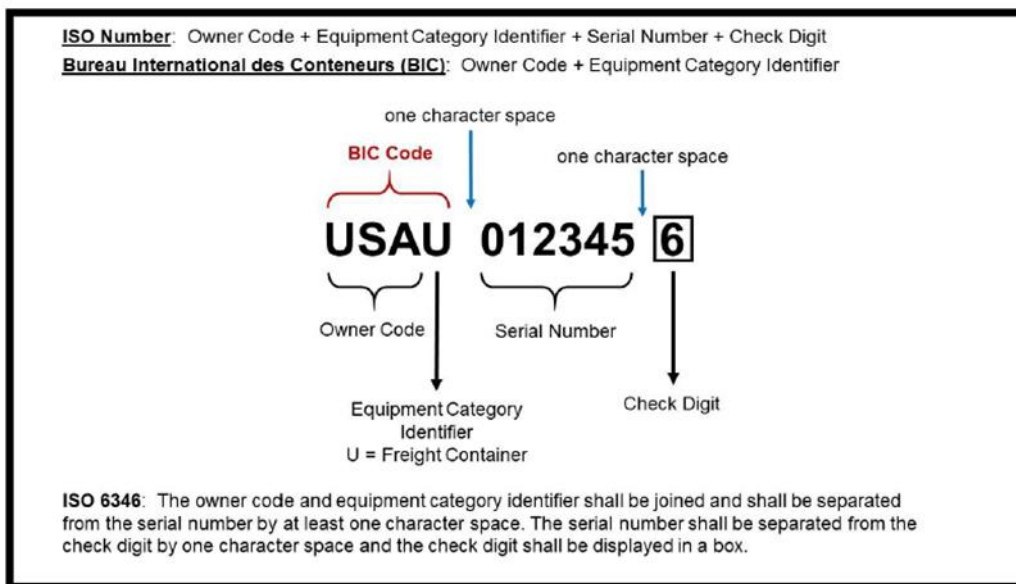 ISO Number: Owner Code + Equipment Category Identifier + Serial Number + Check Digit
Bureau International des Conteneurs (BIC): Owner Code + Equipment Category Identifier
one character space
BIC Code
one character space
USAU 012345 6
Owner Code
Serial Number
Equipment Category
Identifier
U = Freight Container
Check Digit
ISO 6346: The owner code and equipment category identifier shall be joined and shall be separated
from the serial number by at least one character space. The serial number shall be separated from the
check digit by one character space and the check digit shall be displayed in a box.